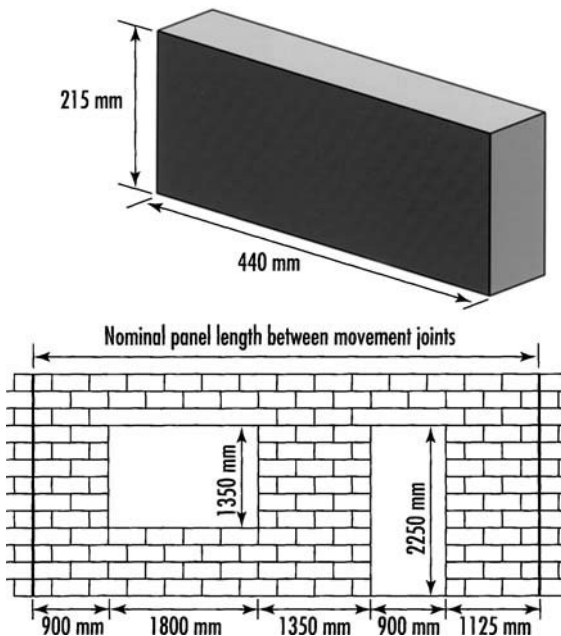 215 mm
440 mm
Nominal panel length between movement joints
1350 mm
2250 mm
900 mm
1800 mm
1350 mm
900 mm
1125 mm